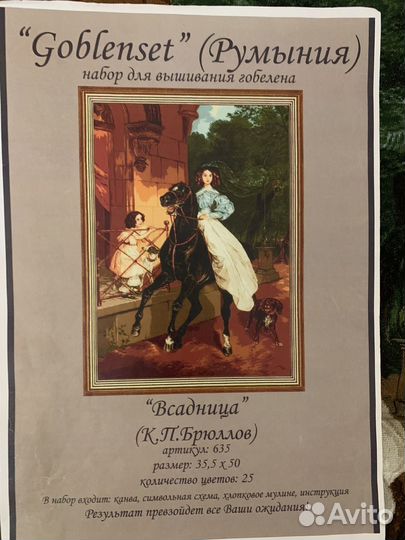 “Goblenset” (Румыния)
набор для вышивания гобелена
“Всадница”
(К.П.Брюллов)
артикул: 635
размер: 35,5 х 50
количество цветов: 25
В набор входит: канва, символьная схема, хлопковое мулине, инструкция
Результат превзойдет все Ваши ожидания!
Avito